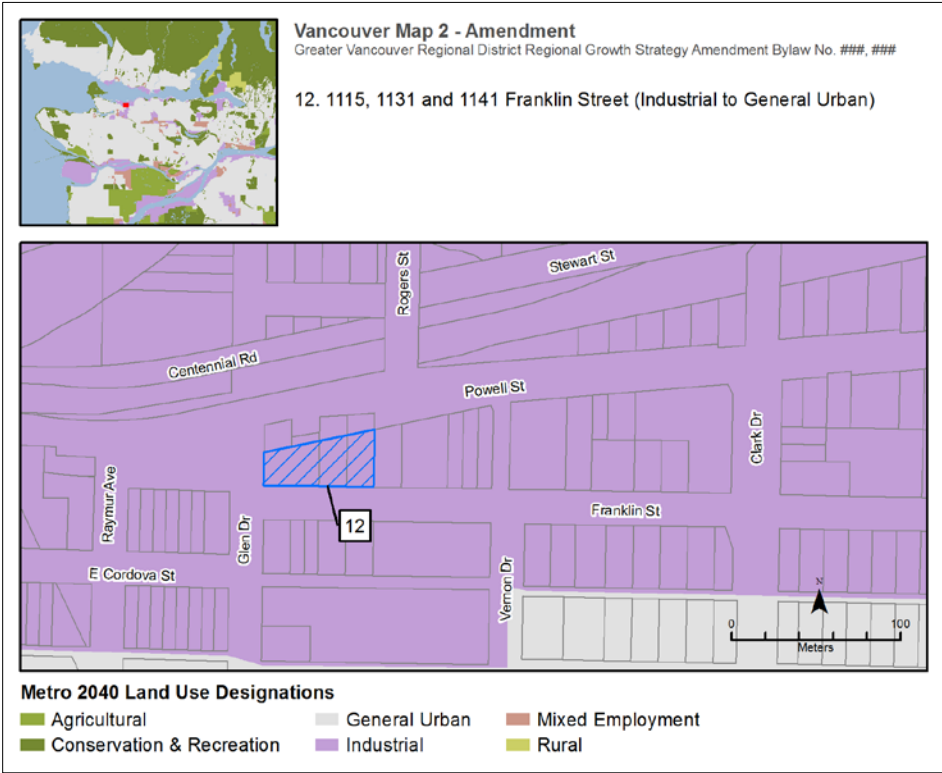 Vancouver Map 2 - Amendment
Greater Vancouver Regional District Regional Growth Strategy Amendment Bylaw No. ###, ###
12. 1115, 1131 and 1141 Franklin Street (Industrial to General Urban)
Stewart St
Rogers St
Centennial Rd
Powell St
Clark Dr
Raymur Ave
Franklin St
12
Glen Dr
E Cordova St
Vernon Dr
N
0 100
Meters
Metro 2040 Land Use Designations
Agricultural General Urban Mixed Employment
Conservation & Recreation Industrial Rural